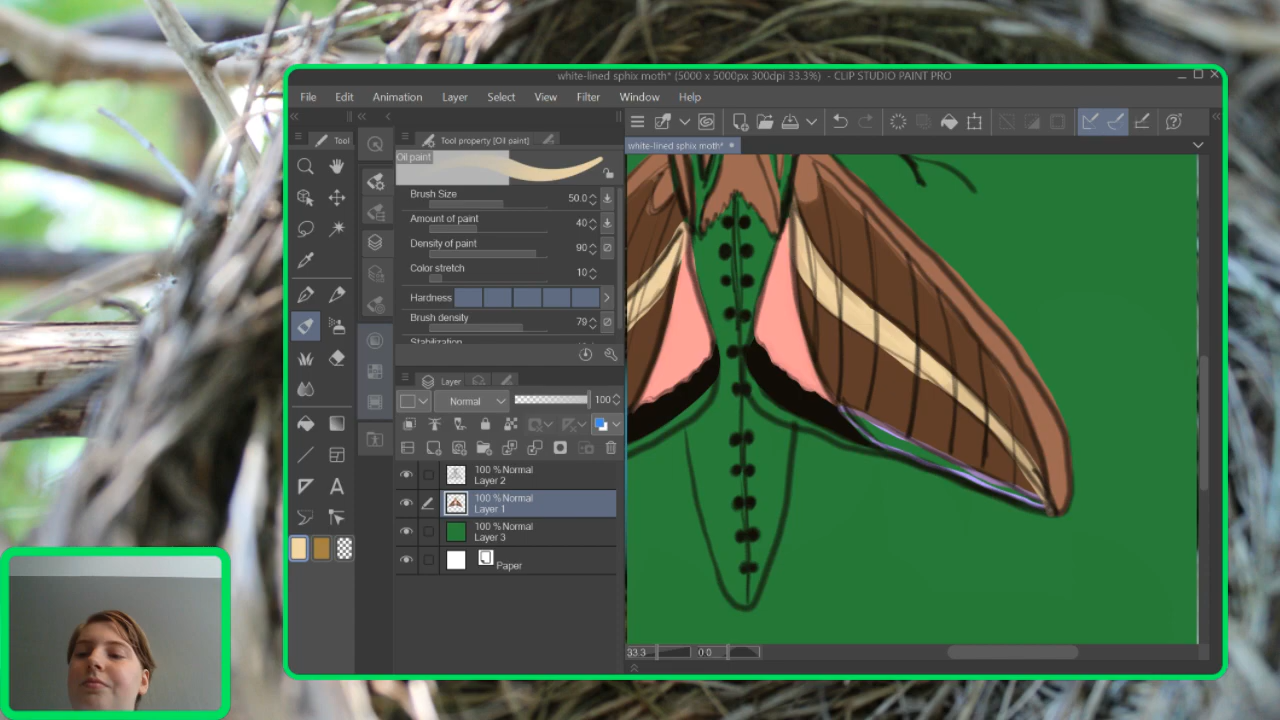 white-lined sphix moth* (5000 x 5000px 300dpi 33.3%) - CLIP STUDIO PAINT PRO
File Edit Animation Layer Select View Filter Window Help
Tool
Tool property [Oil paint]
white-lined sphix moth*
Oil paint
Brush Size 50.0
Amount of paint 40
Density of paint 90
Color stretch 10
Hardness
Brush density 79
Stabilization
Layer
Normal 100
100 % Normal
Layer 2
100 % Normal
Layer 1
100 % Normal
Layer 3
Paper
33.3 0.0